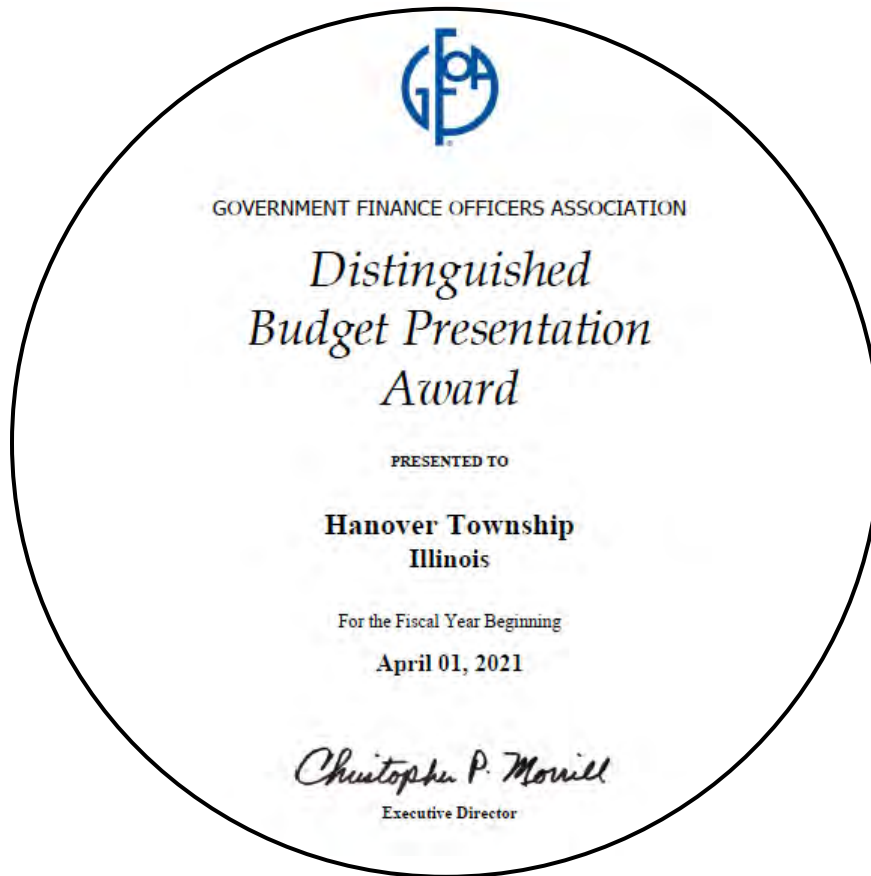 GFOA
GOVERNMENT FINANCE OFFICERS ASSOCIATION
Distinguished
Budget Presentation
Award
PRESENTED TO
Hanover Township
Illinois
For the Fiscal Year Beginning
April 01, 2021
Christopher P. Morrill
Executive Director